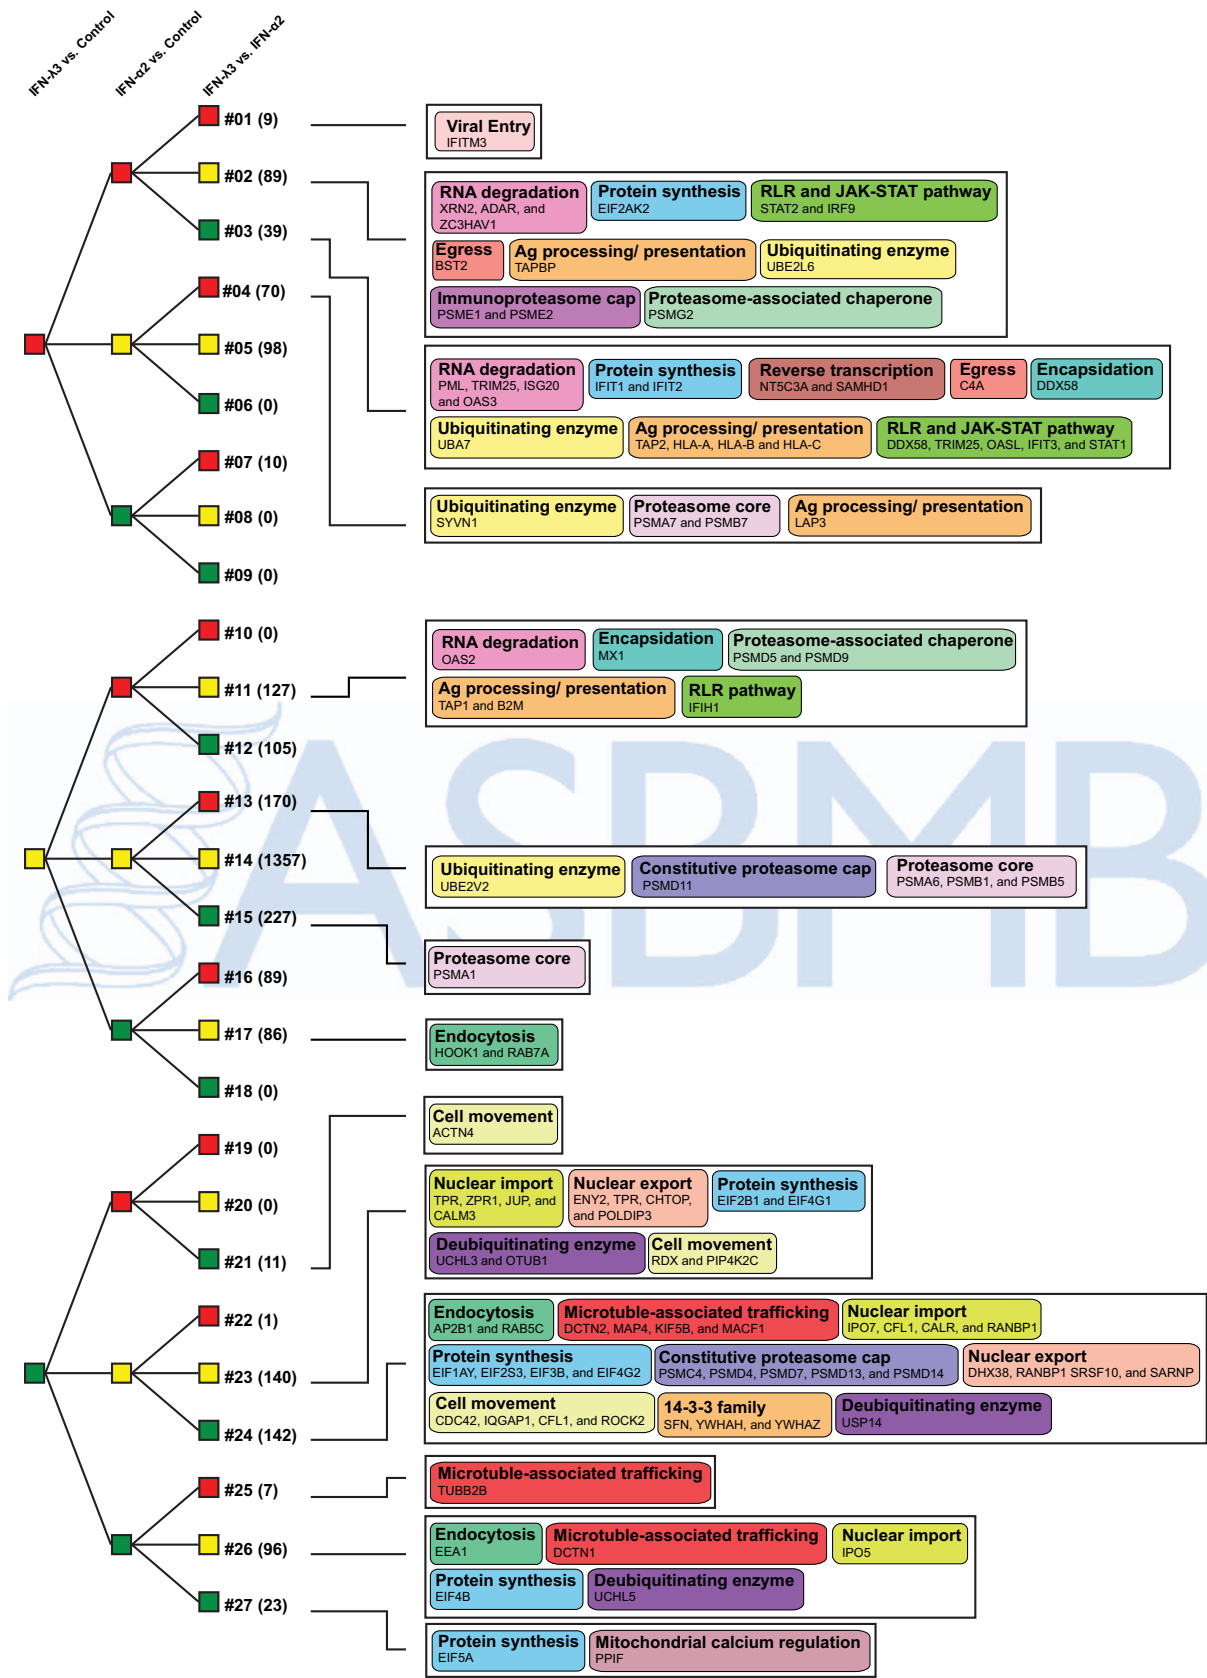 IFN-λ3 vs. Control
IFN-α2 vs. Control
IFN-λ3 vs. IFN-α2
#01 (9)
#02 (89)
#03 (39)
#04 (70)
#05 (98)
#06 (0)
#07 (10)
#08 (0)
#09 (0)
#10 (0)
#11 (127)
#12 (105)
#13 (170)
#14 (1357)
#15 (227)
#16 (89)
#17 (86)
#18 (0)
#19 (0)
#20 (0)
#21 (11)
#22 (1)
#23 (140)
#24 (142)
#25 (7)
#26 (96)
#27 (23)
Viral Entry
IFITM3
RNA degradation
XRN2, ADAR, and
ZC3HAV1
Protein synthesis
EIF2AK2
RLR and JAK-STAT pathway
STAT2 and IRF9
Egress
BST2
Ag processing/ presentation
TAPBP
Ubiquitinating enzyme
UBE2L6
Immunoproteasome cap
PSME1 and PSME2
Proteasome-associated chaperone
PSMG2
RNA degradation
PML, TRIM25, ISG20
and OAS3
Protein synthesis
IFIT1 and IFIT2
Reverse transcription
NT5C3A and SAMHD1
Egress
C4A
Encapsidation
DDX58
Ubiquitinating enzyme
UBA7
Ag processing/ presentation
TAP2, HLA-A, HLA-B and HLA-C
RLR and JAK-STAT pathway
DDX58, TRIM25, OASL, IFIT3, and STAT1
Ubiquitinating enzyme
SYVN1
Proteasome core
PSMA7 and PSMB7
Ag processing/ presentation
LAP3
RNA degradation
OAS2
Encapsidation
MX1
Proteasome-associated chaperone
PSMD5 and PSMD9
Ag processing/ presentation
TAP1 and B2M
RLR pathway
IFIH1
ASBMB
Ubiquitinating enzyme
UBE2V2
Constitutive proteasome cap
PSMD11
Proteasome core
PSMA6, PSMB1, and PSMB5
Proteasome core
PSMA1
Endocytosis
HOOK1 and RAB7A
Cell movement
ACTN4
Nuclear import
TPR, ZPR1, JUP, and
CALM3
Nuclear export
ENY2, TPR, CHTOP,
and POLDIP3
Protein synthesis
EIF2B1 and EIF4G1
Deubiquitinating enzyme
UCHL3 and OTUB1
Cell movement
RDX and PIP4K2C
Endocytosis
AP2B1 and RAB5C
Microtuble-associated trafficking
DCTN2, MAP4, KIF5B, and MACF1
Nuclear import
IPO7, CFL1, CALR, and RANBP1
Protein synthesis
EIF1AY, EIF2S3, EIF3B, and EIF4G2
Constitutive proteasome cap
PSMC4, PSMD4, PSMD7, PSMD13, and PSMD14
Nuclear export
DHX38, RANBP1 SRSF10, and SARNP
Cell movement
CDC42, IQGAP1, CFL1, and ROCK2
14-3-3 family
SFN, YWHAH, and YWHAZ
Deubiquitinating enzyme
USP14
Microtuble-associated trafficking
TUBB2B
Endocytosis
EEA1
Microtuble-associated trafficking
DCTN1
Nuclear import
IPO5
Protein synthesis
EIF4B
Deubiquitinating enzyme
UCHL5
Protein synthesis
EIF5A
Mitochondrial calcium regulation
PPIF